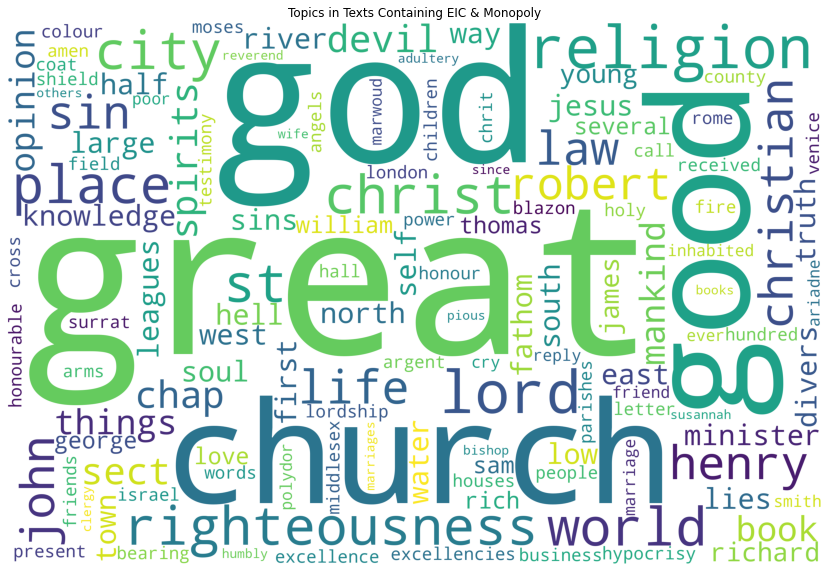 Topics in Texts Containing EIC & Monopoly
colour
moses
river
devil
way
religion
amen
city
reverend
adultery
coat
shield
half
god
young
county
others
poor
opinion
sin
spirits
angels
marwoud
children
chrit
jesus
good
rome
large
testimony
wife
several
call
christian
venice
field
law
received
place
london
since
christ
robert
fire
truth
knowledge
sins
william
power
thomas
blazon
holy
mankind
inhabited
cross
leagues
great
st
self
hall
honour
south
james
books
ariadne
divers
honourable
surrat
hell
north
pious
fathom
ever
hundred
west
arms
soul
argent
cry
reply
east
friend
chap
first
life
lord
parishes
letter
susannah
things
lordship
church
minister
john
george
middlesex
marriages
water
bishop
low
henry
friends
sect
love
words
polydor
sam
people
houses
marriage
clergy
town
israel
rich
lies
smith
righteousness
world
book
present
bearing
humbly
excellence
excellencies
business
hypocrisy
richard